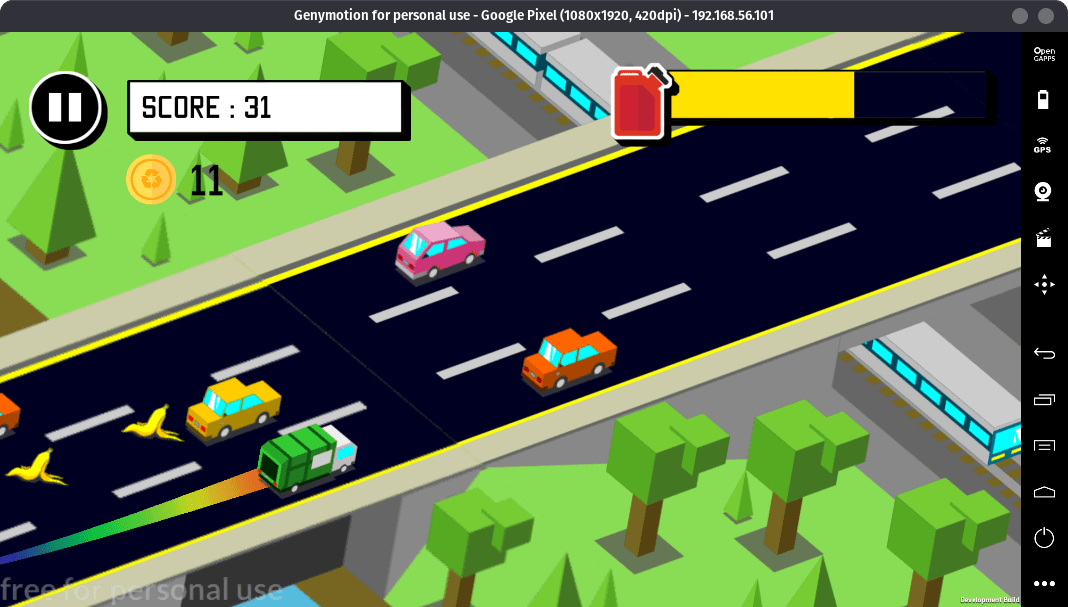 Genymotion for personal use - Google Pixel (1080x1920, 420dpi) - 192.168.56.101
Open
GAPPS
SCORE : 31
GPS
11
free for personal use
Development Build